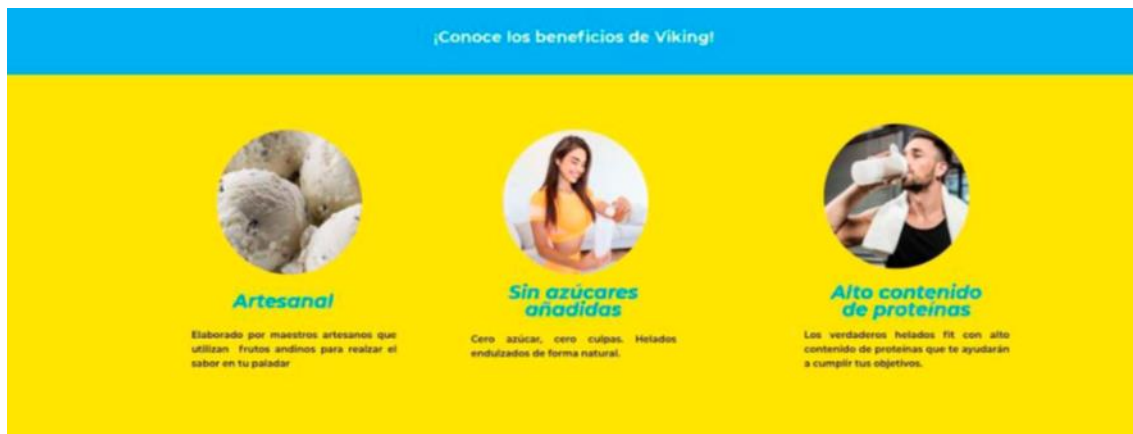 ¡Conoce los beneficios de Viking!
Artesanal
Elaborado por maestros artesanos que
utilizan frutos andinos para realzar el
sabor en tu paladar
Sin azúcares
añadidas
Cero azúcar, cero culpas. Helados
endulzados de forma natural.
Alto contenido
de proteínas
Los verdaderos helados fit con alto
contenido de proteínas que te ayudarán
a cumplir tus objetivos.